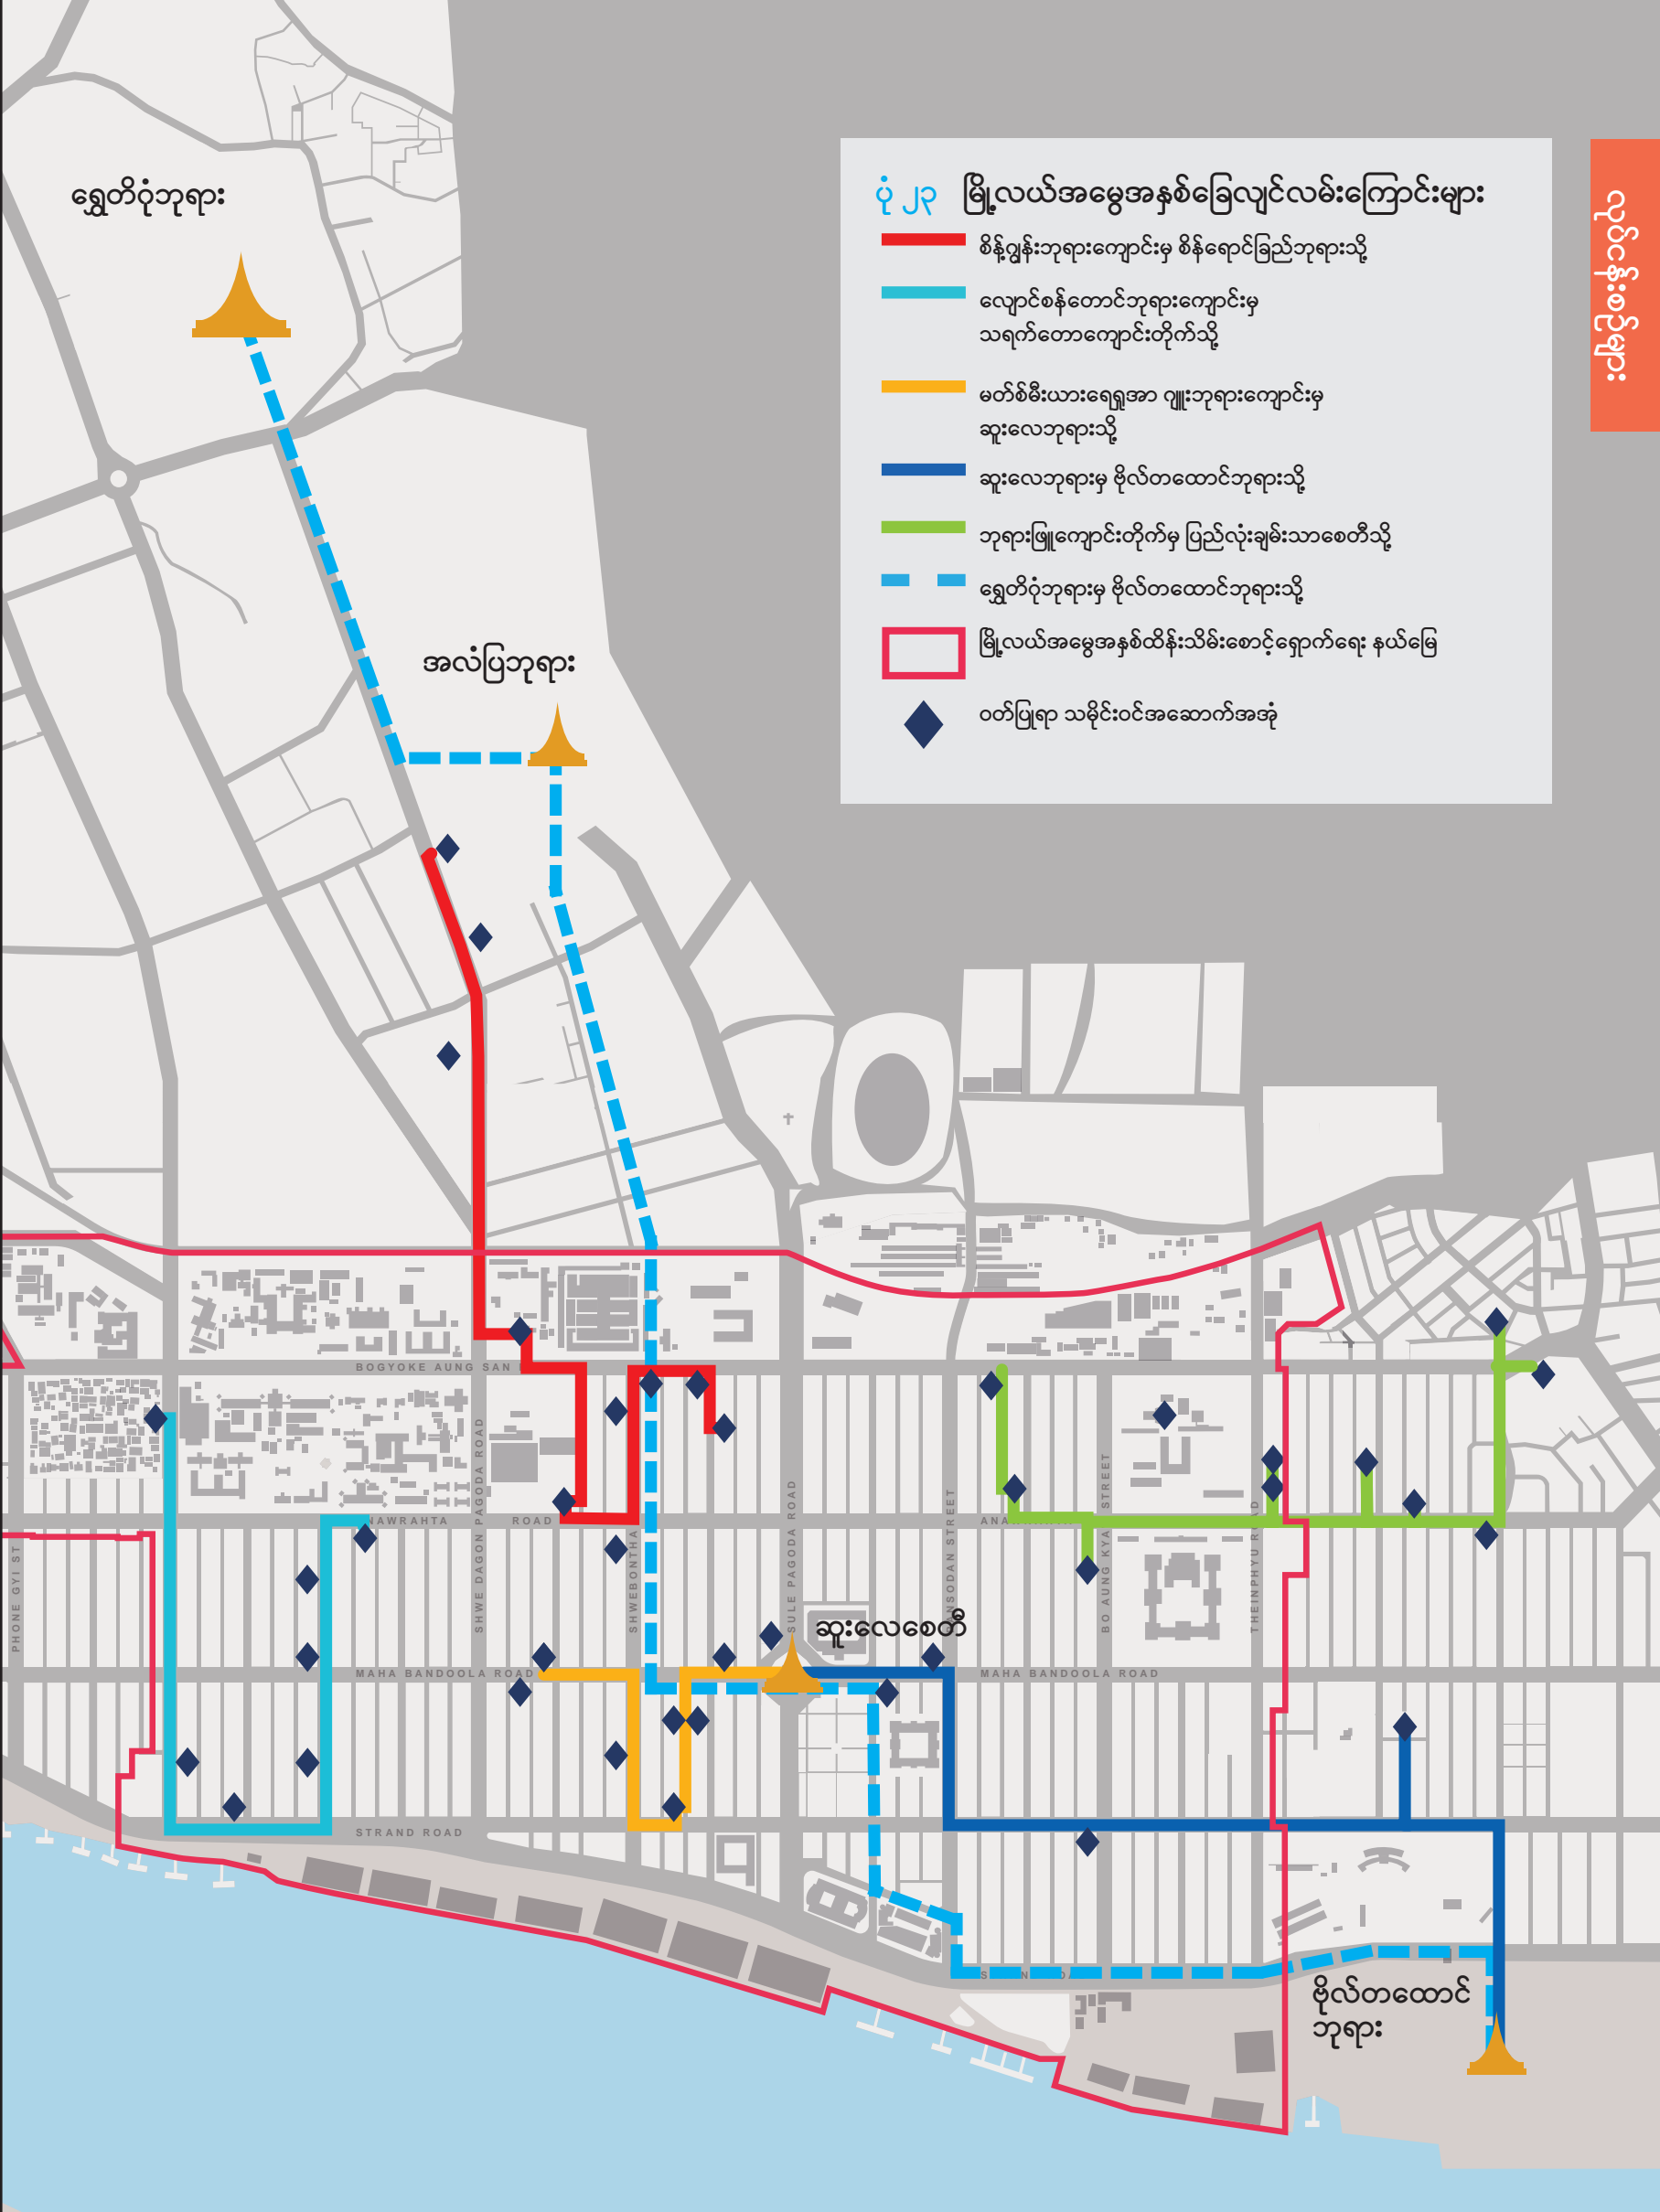 ရွှေတိဂုံဘုရား
ပုံ ၂၃ မြို့လယ်အမွေအနှစ်ခြေလျင်လမ်းကြောင်းများ
စိန့်ဂျွန်းဘုရားကျောင်းမှ စိန်ရောင်ခြည်ဘုရားသို့
လျောင်စန်တောင်ဘုရားကျောင်းမှ
သရက်တောကျောင်းတိုက်သို့
မတ်စ်မီးယားရေရှုအာ ဂျူးဘုရားကျောင်းမှ
ဆူးလေဘုရားသို့
ဆူးလေဘုရားမှ ဗိုလ်တထောင်ဘုရားသို့
ဘုရားဖြူကျောင်းတိုက်မှ ပြည်လုံးချမ်းသာစေတီသို့
ရွှေတိဂုံဘုရားမှ ဗိုလ်တထောင်ဘုရားသို့
မြို့လယ်အမွေအနှစ်ထိန်းသိမ်းစောင့်ရှောက်ရေး နယ်မြေ
ဝတ်ပြုရာ သမိုင်းဝင်အဆောက်အအုံ
အလံပြဘုရား
BOGYOKE AUNG SAN
NAWRAHTA ROAD
PHONE GYI ST
SHWE DAGON PAGODA ROAD
SHWEBONTHA
SULE PAGODA ROAD
NSODAN STREET
BO AUNG KYA STREET
THEINPHYU ROAD
ဆူးလေစေတီ
MAHA BANDOOLA ROAD
MAHA BANDOOLA ROAD
STRAND ROAD
ဗိုလ်တထောင်
ဘုရား